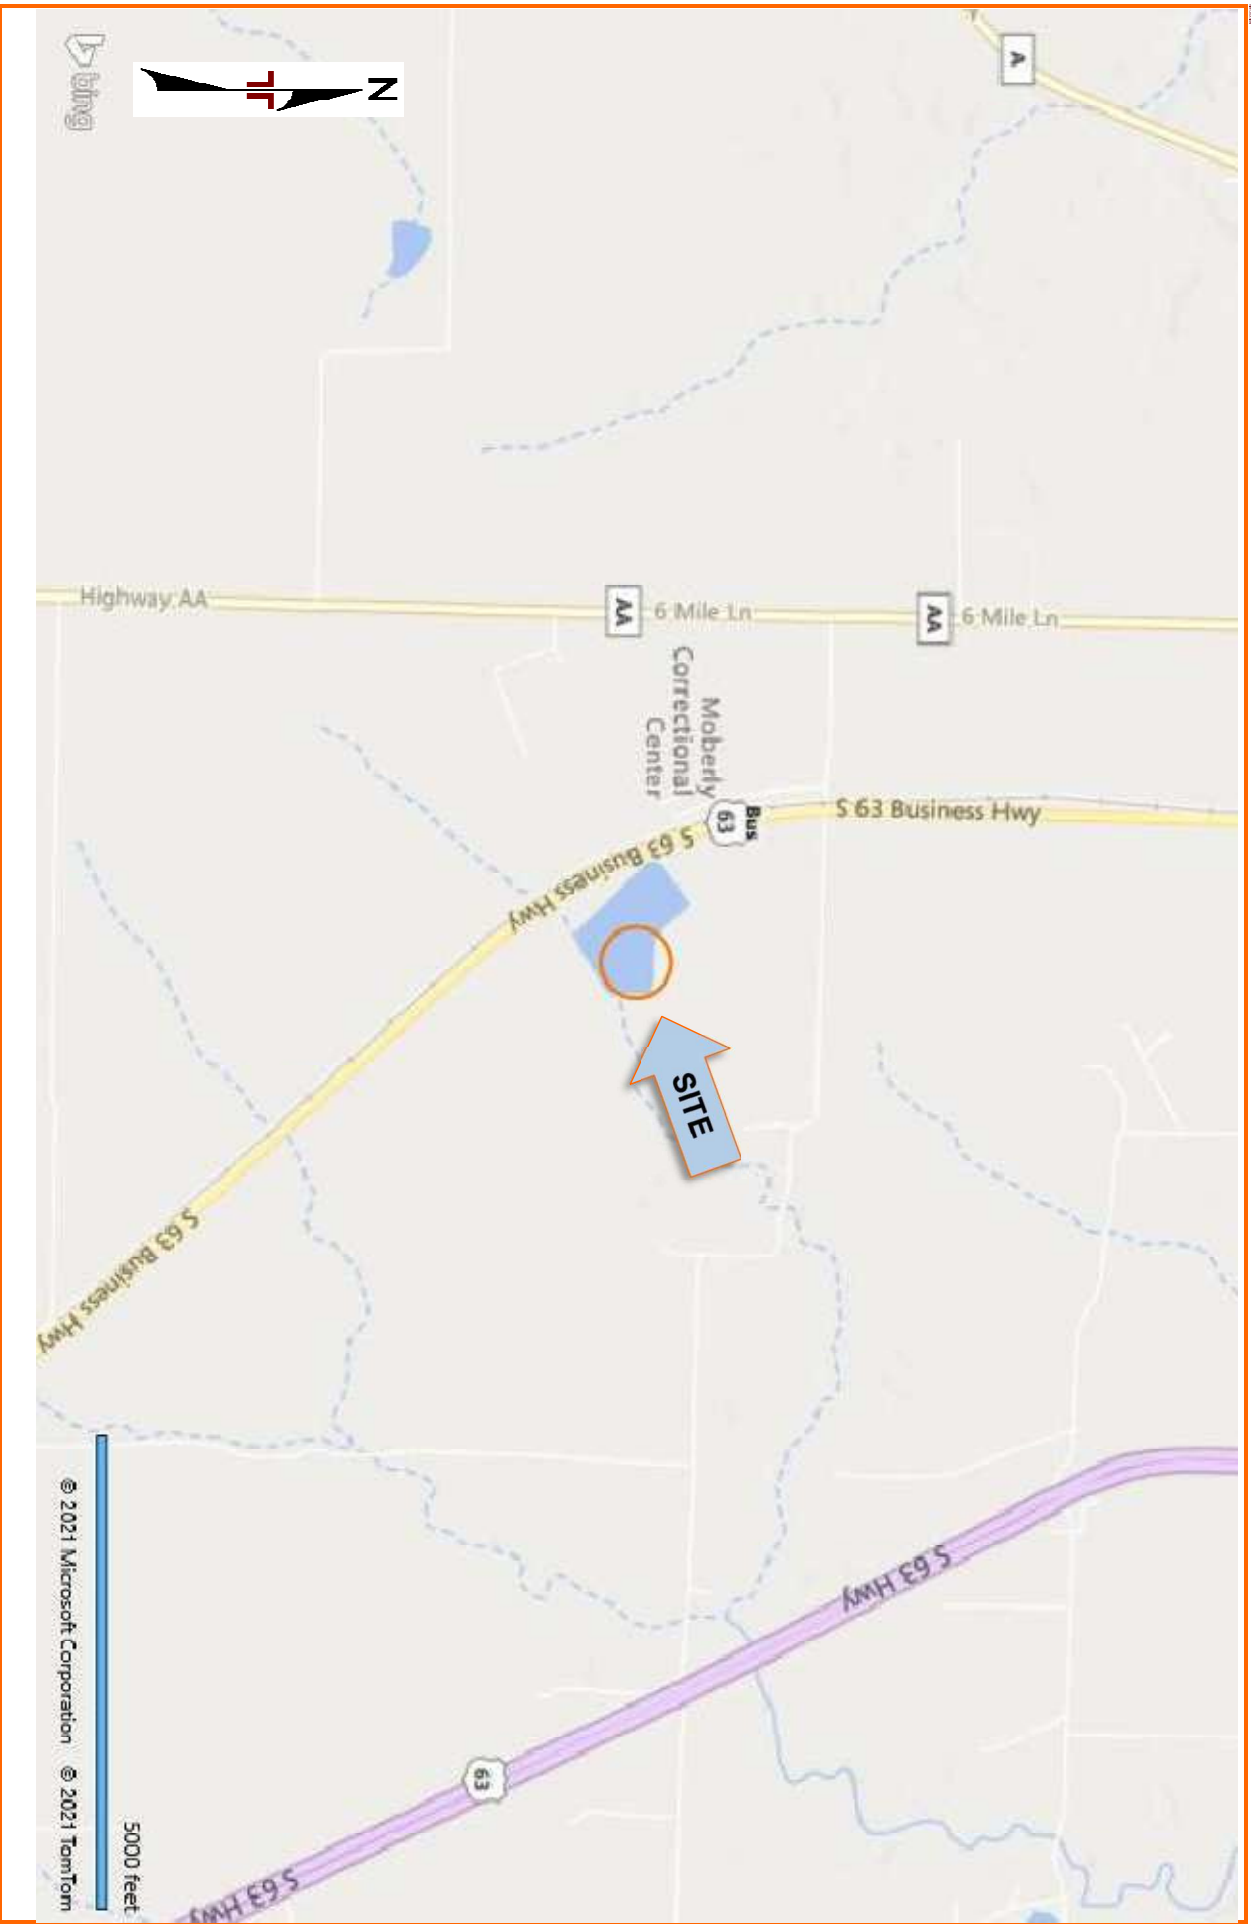 A
N
bing
Highway AA
AA
6 Mile Ln
AA
6 Mile Ln
Moberly
Correctional
Center
Bus
63
S 63 Business Hwy
S 63 Business Hwy
SITE
S 63 Business Hwy
S 63 Hwy
63
S 63 Hwy
5000 feet
© 2021 Microsoft Corporation © 2021 TomTom